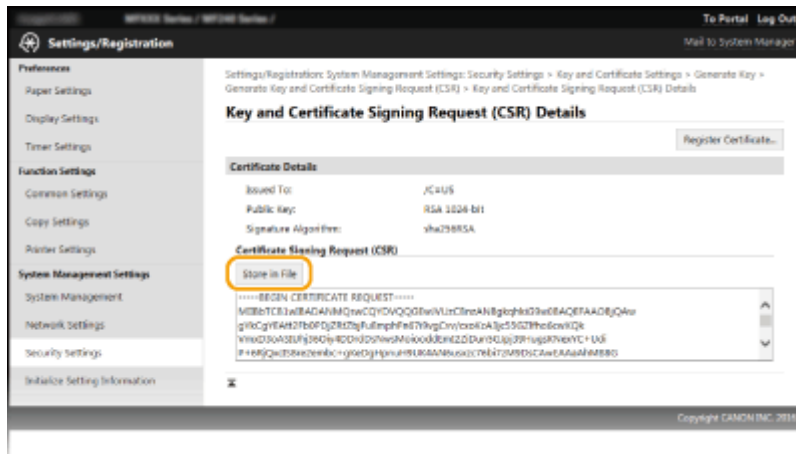 MFXXX Series / MF240 Series /
To Portal Log Out
Settings/Registration
Mail to System Manager
Preferences
Paper Settings
Display Settings
Timer Settings
Function Settings
Common Settings
Copy Settings
Printer Settings
System Management Settings
System Management
Network Settings
Security Settings
Initialize Setting Information
Settings/Registration: System Management Settings: Security Settings > Key and Certificate Settings > Generate Key >
Generate Key and Certificate Signing Request (CSR) > Key and Certificate Signing Request (CSR) Details
Key and Certificate Signing Request (CSR) Details
Register Certificate...
Certificate Details
Issued To: /C=US
Public Key: RSA 1024-bit
Signature Algorithm: sha256RSA
Certificate Signing Request (CSR)
Store in File
-----BEGIN CERTIFICATE REQUEST-----
Copyright CANON INC.